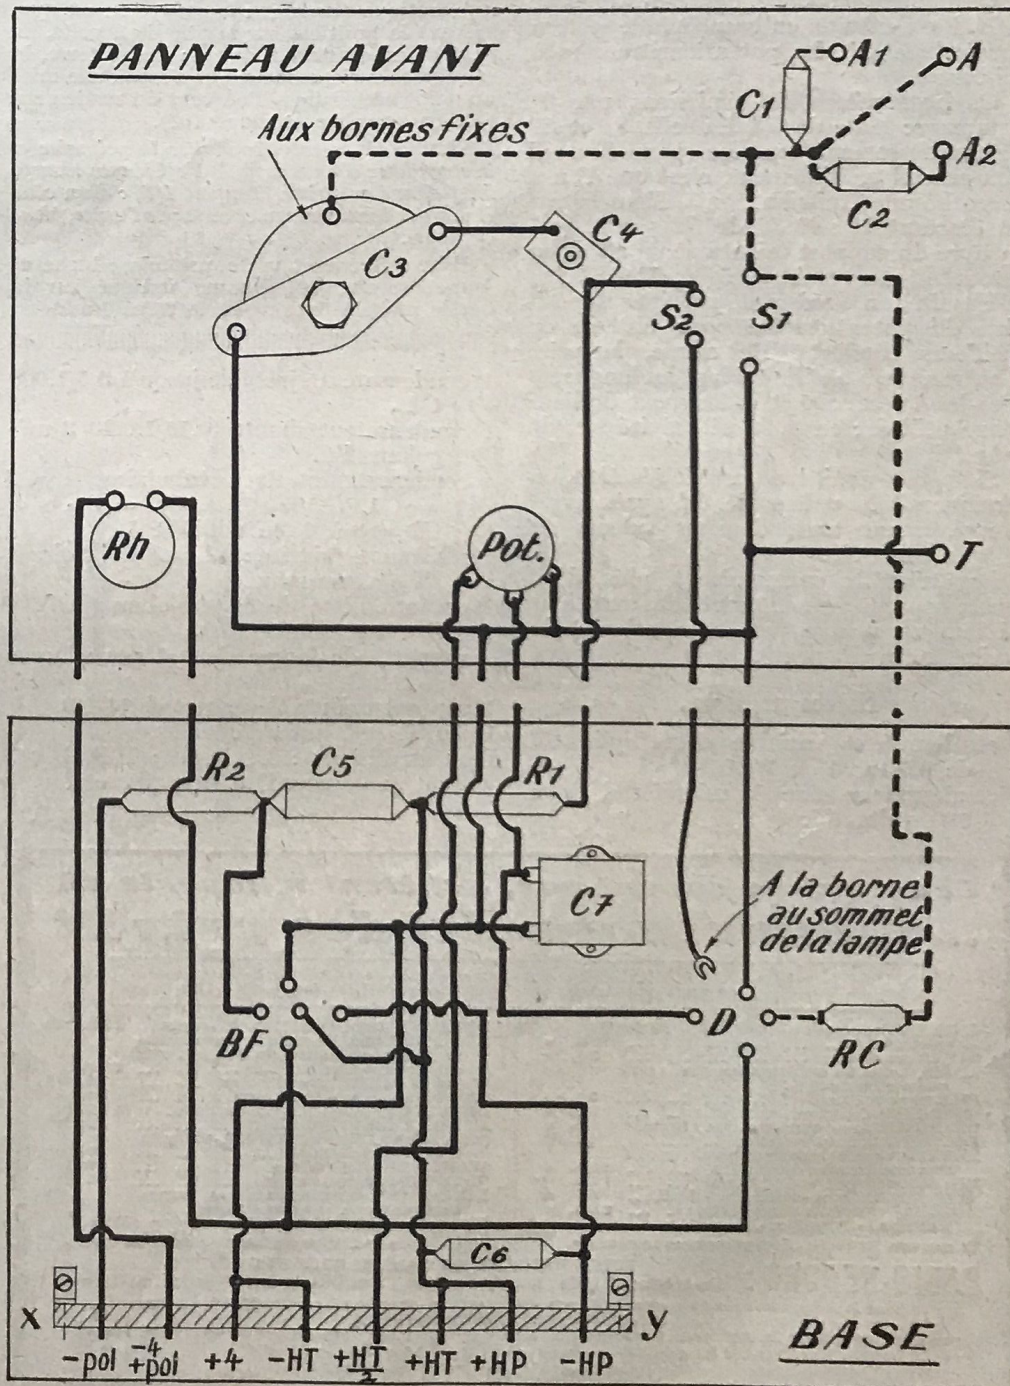 PANNEAU AVANT
A1
A
C1
Aux bornes fixes
A2
C2
C4
C3
S2
S1
Rh
Pot.
T
R2
C5
R1
C7
A la borne
au sommet
de la lampe
BF
D
RC
C6
x
y
BASE
-pol
-4
+pol
+4
-HT
+HT
2
+HT
+HP
-HP